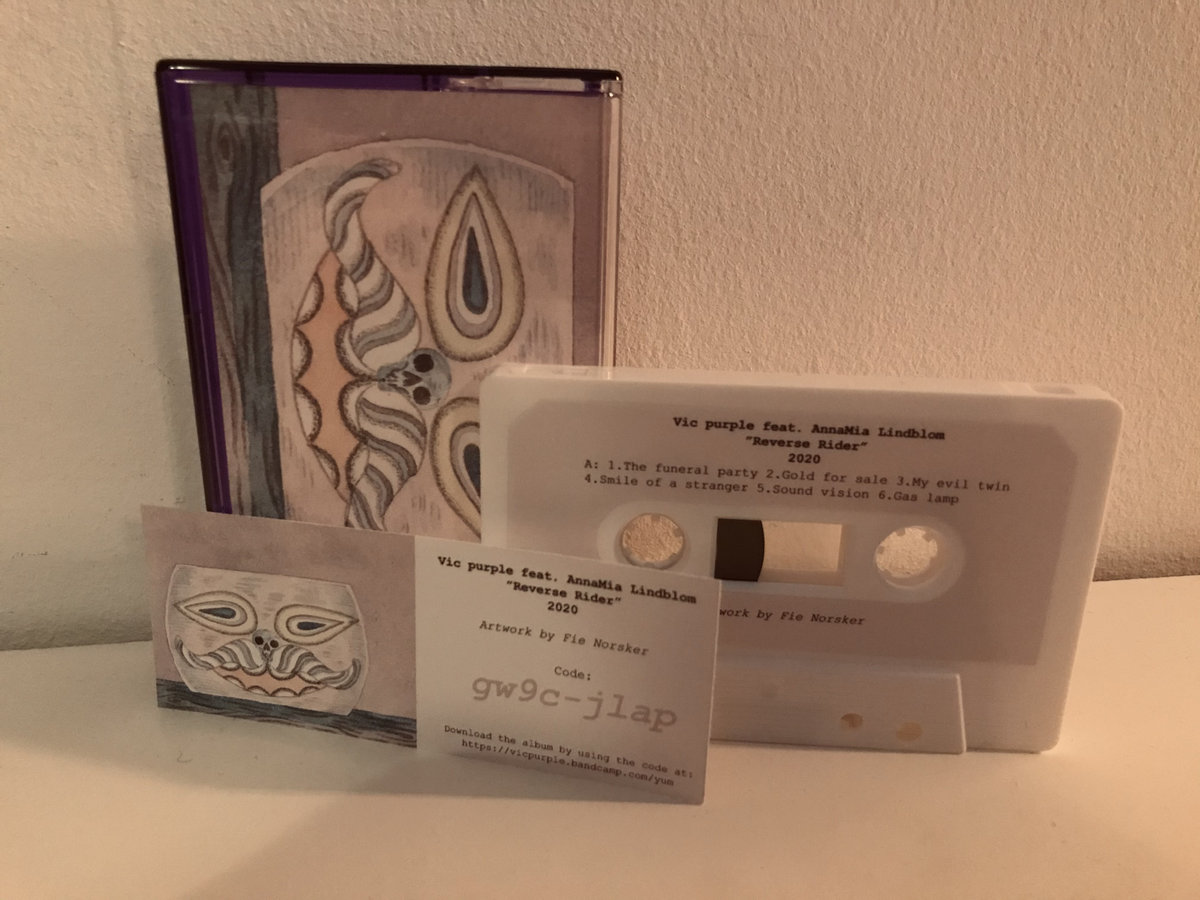 Vic purple feat. AnnaMia Lindblom
"Reverse Rider"
2020
A: 1.The funeral party 2.Gold for sale 3.My evil twin
4.Smile of a stranger 5.Sound vision 6.Gas lamp
by Fie Norsker
Vic purple feat. AnnaMia Lindblom
"Reverse Rider"
2020
Artwork by Fie Norsker
Code:
gw9c-jlap
Download the album by using the code at:
https://vicpurple.bandcamp.com/yum